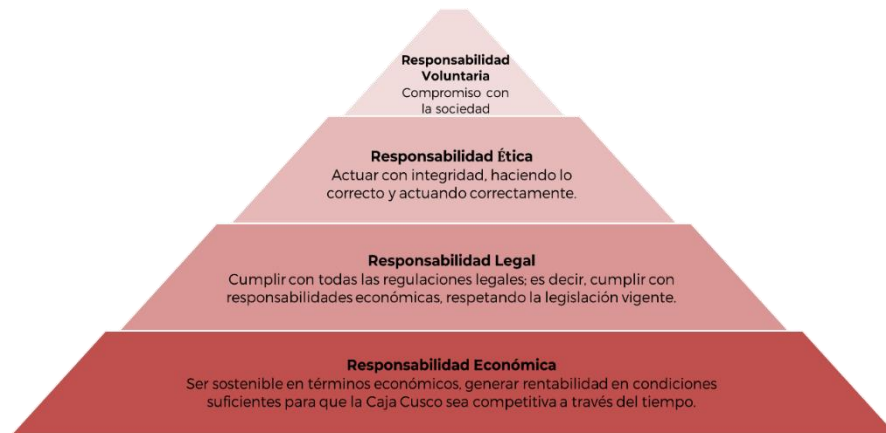 Responsabilidad
Voluntaria
Compromiso con
la sociedad
Responsabilidad Ética
Actuar con integridad, haciendo lo
correcto y actuando correctamente.
Responsabilidad Legal
Cumplir con todas las regulaciones legales; es decir, cumplir con
responsabilidades económicas, respetando la legislación vigente.
Responsabilidad Económica
Ser sostenible en términos económicos, generar rentabilidad en condiciones
suficientes para que la Caja Cusco sea competitiva a través del tiempo.